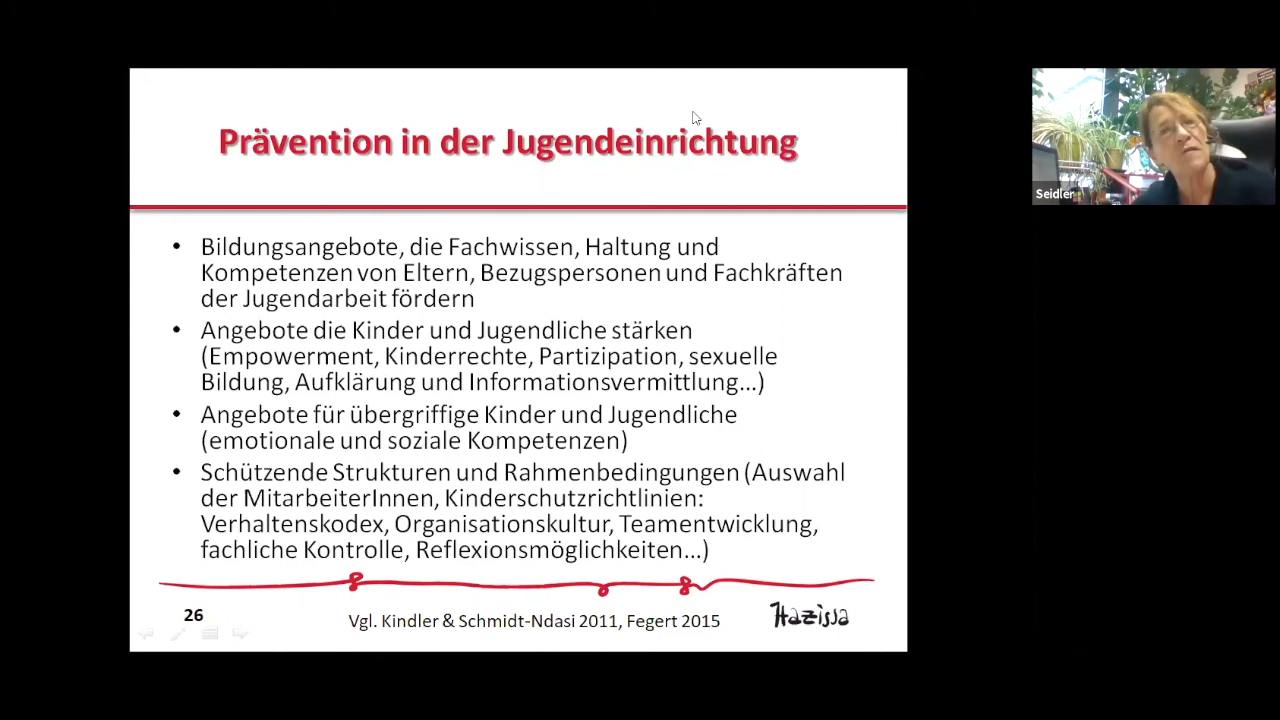 Prävention in der Jugendeinrichtung
Seidler
• Bildungsangebote, die Fachwissen, Haltung und
Kompetenzen von Eltern, Bezugspersonen und Fachkräften
der Jugendarbeit fördern
• Angebote die Kinder und Jugendliche stärken
(Empowerment, Kinderrechte, Partizipation, sexuelle
Bildung, Aufklärung und Informationsvermittlung...)
• Angebote für übergriffige Kinder und Jugendliche
(emotionale und soziale Kompetenzen)
• Schützende Strukturen und Rahmenbedingungen (Auswahl
der MitarbeiterInnen, Kinderschutzrichtlinien:
Verhaltenskodex, Organisationskultur, Teamentwicklung,
fachliche Kontrolle, Reflexionsmöglichkeiten...)
26
Vgl. Kindler & Schmidt-Ndasi 2011, Fegert 2015
Hazissa